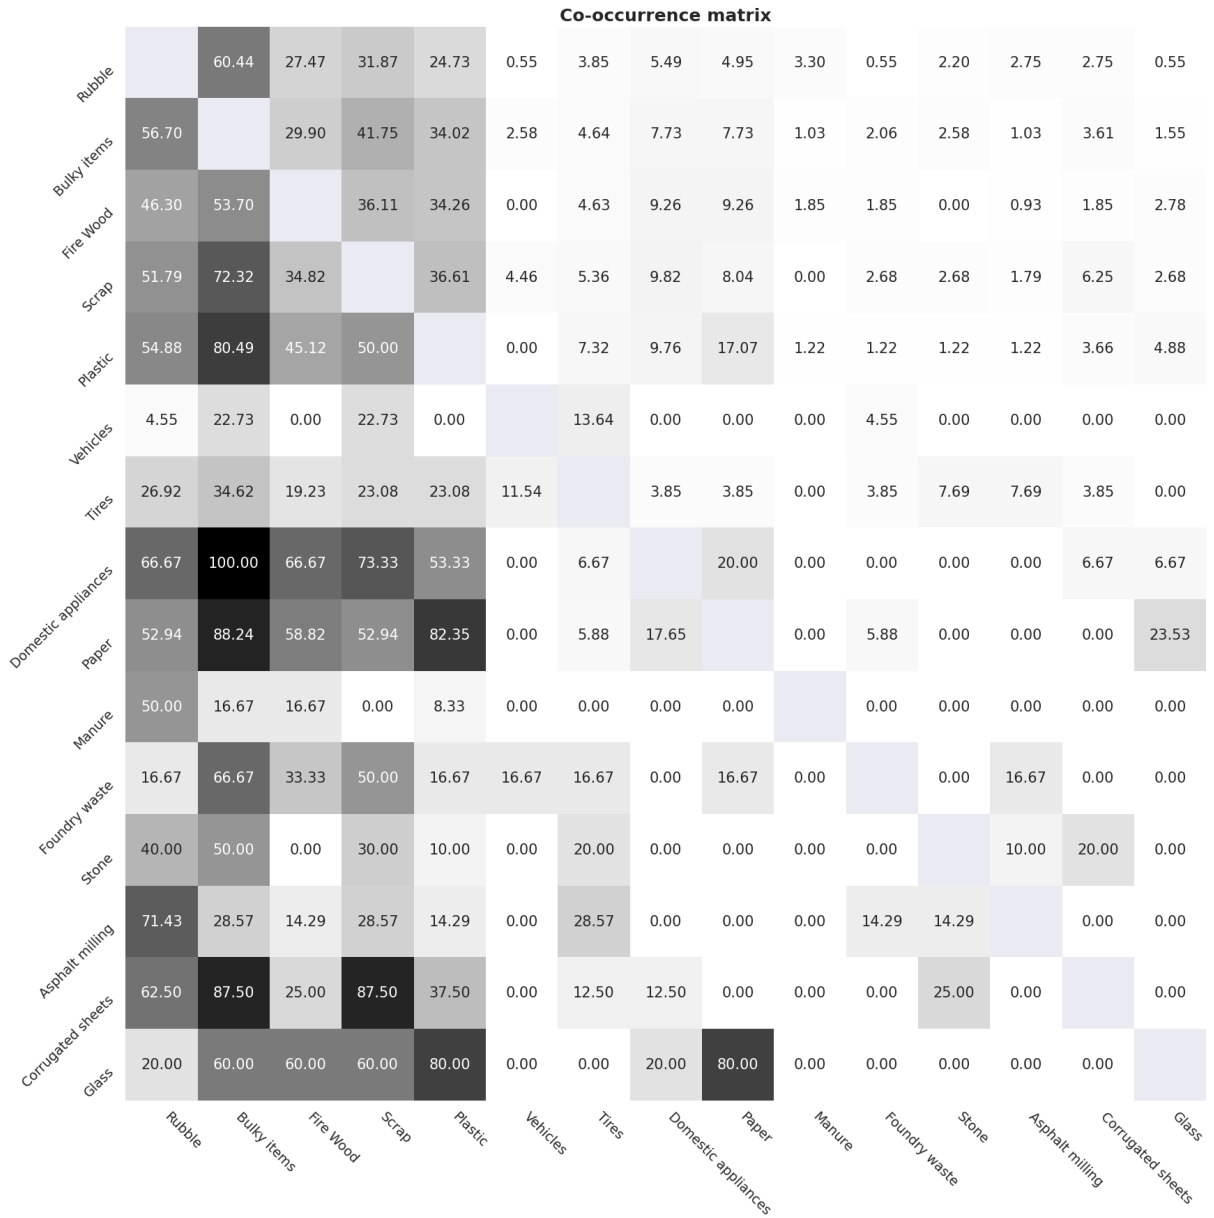 Co-occurrence matrix
Rubble 60.44 27.47 31.87 24.73 0.55 3.85 5.49 4.95 3.30 0.55 2.20 2.75 2.75 0.55
Bulky items 56.70 29.90 41.75 34.02 2.58 4.64 7.73 7.73 1.03 2.06 2.58 1.03 3.61 1.55
Fire Wood 46.30 53.70 36.11 34.26 0.00 4.63 9.26 9.26 1.85 1.85 0.00 0.93 1.85 2.78
Scrap 51.79 72.32 34.82 36.61 4.46 5.36 9.82 8.04 0.00 2.68 2.68 1.79 6.25 2.68
Plastic 54.88 80.49 45.12 50.00 0.00 7.32 9.76 17.07 1.22 1.22 1.22 1.22 3.66 4.88
Vehicles 4.55 22.73 0.00 22.73 0.00 13.64 0.00 0.00 0.00 4.55 0.00 0.00 0.00 0.00
Tires 26.92 34.62 19.23 23.08 23.08 11.54 3.85 3.85 0.00 3.85 7.69 7.69 3.85 0.00
Domestic appliances 66.67 100.00 66.67 73.33 53.33 0.00 6.67 20.00 0.00 0.00 0.00 0.00 6.67 6.67
Paper 52.94 88.24 58.82 52.94 82.35 0.00 5.88 17.65 0.00 5.88 0.00 0.00 0.00 23.53
Manure 50.00 16.67 16.67 0.00 8.33 0.00 0.00 0.00 0.00 0.00 0.00 0.00 0.00 0.00
Foundry waste 16.67 66.67 33.33 50.00 16.67 16.67 16.67 0.00 16.67 0.00 0.00 16.67 0.00 0.00
Stone 40.00 50.00 0.00 30.00 10.00 0.00 20.00 0.00 0.00 0.00 0.00 10.00 20.00 0.00
Asphalt milling 71.43 28.57 14.29 28.57 14.29 0.00 28.57 0.00 0.00 0.00 14.29 14.29 0.00 0.00
Corrugated sheets 62.50 87.50 25.00 87.50 37.50 0.00 12.50 12.50 0.00 0.00 0.00 25.00 0.00 0.00
Glass 20.00 60.00 60.00 60.00 80.00 0.00 0.00 20.00 80.00 0.00 0.00 0.00 0.00 0.00
Rubble Bulky items Fire Wood Scrap Plastic Vehicles Tires Domestic appliances Paper Manure Foundry waste Stone Asphalt milling Corrugated sheets Glass